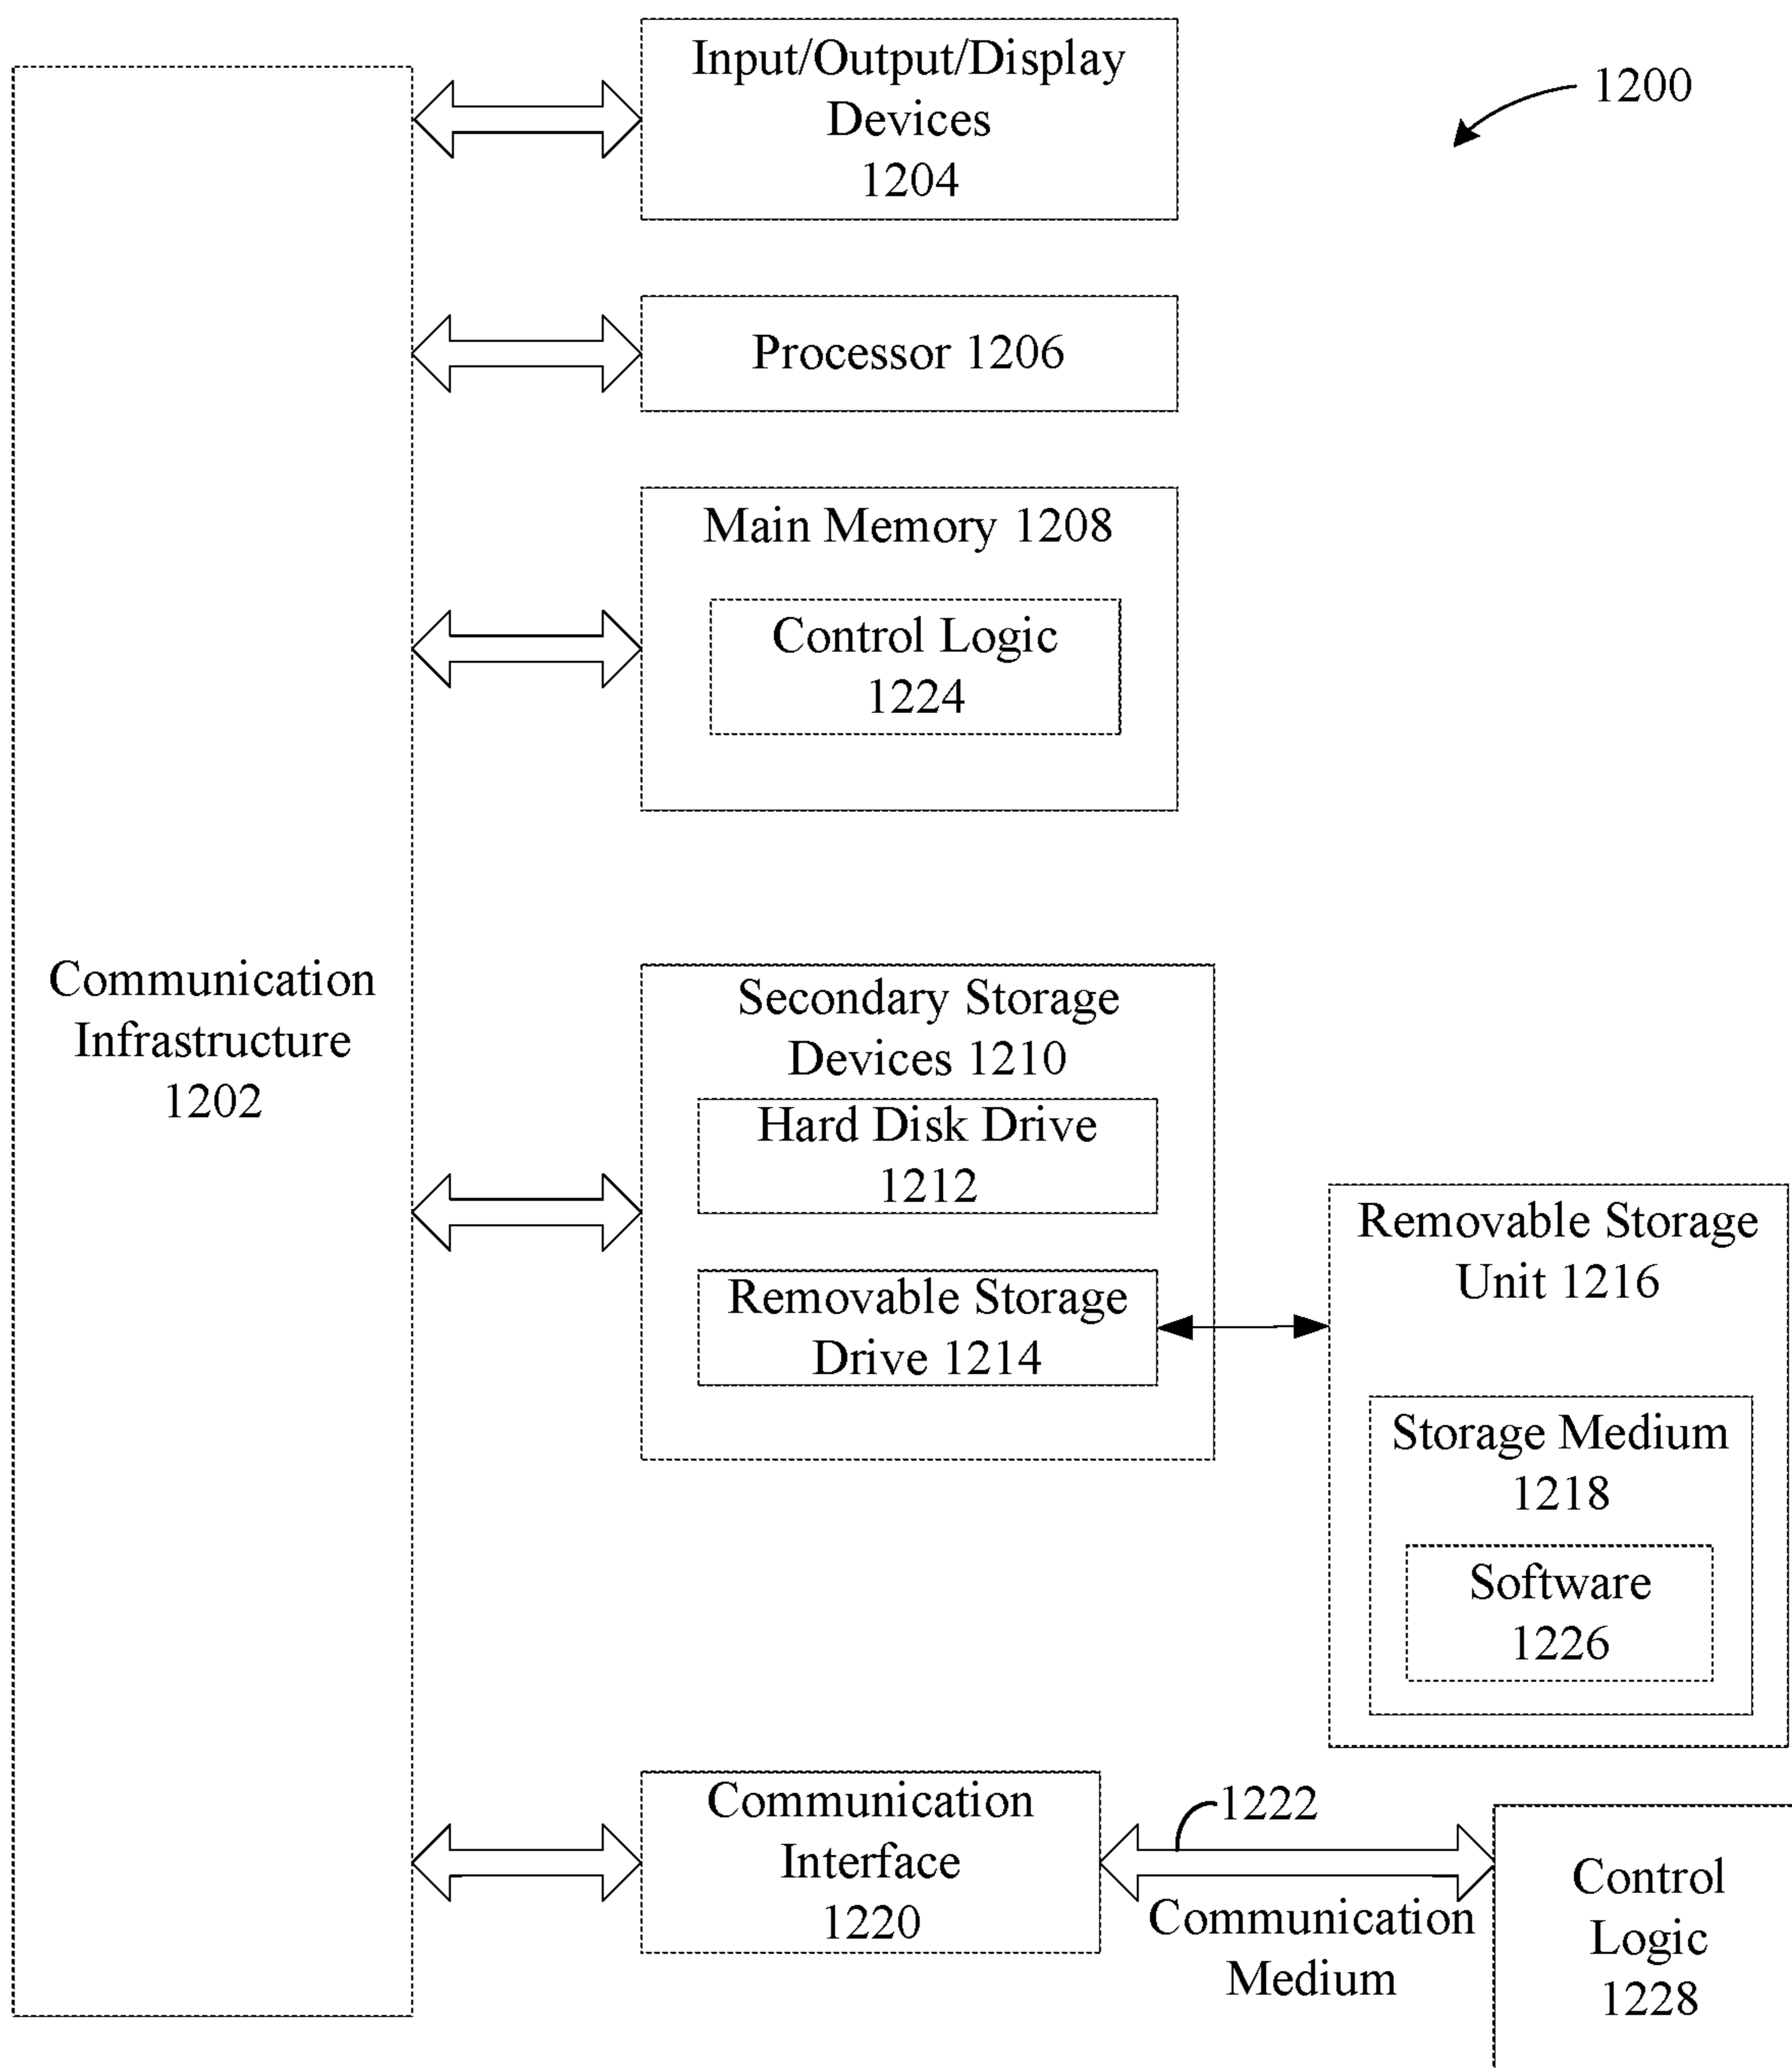 Input/Output/Display
Devices
1204
1200
Processor 1206
Main Memory 1208
Control Logic
1224
Communication
Infrastructure
1202
Secondary Storage
Devices 1210
Hard Disk Drive
1212
Removable Storage
Drive 1214
Removable Storage
Unit 1216
Storage Medium
1218
Software
1226
Communication
Interface
1220
1222
Communication
Medium
Control
Logic
1228